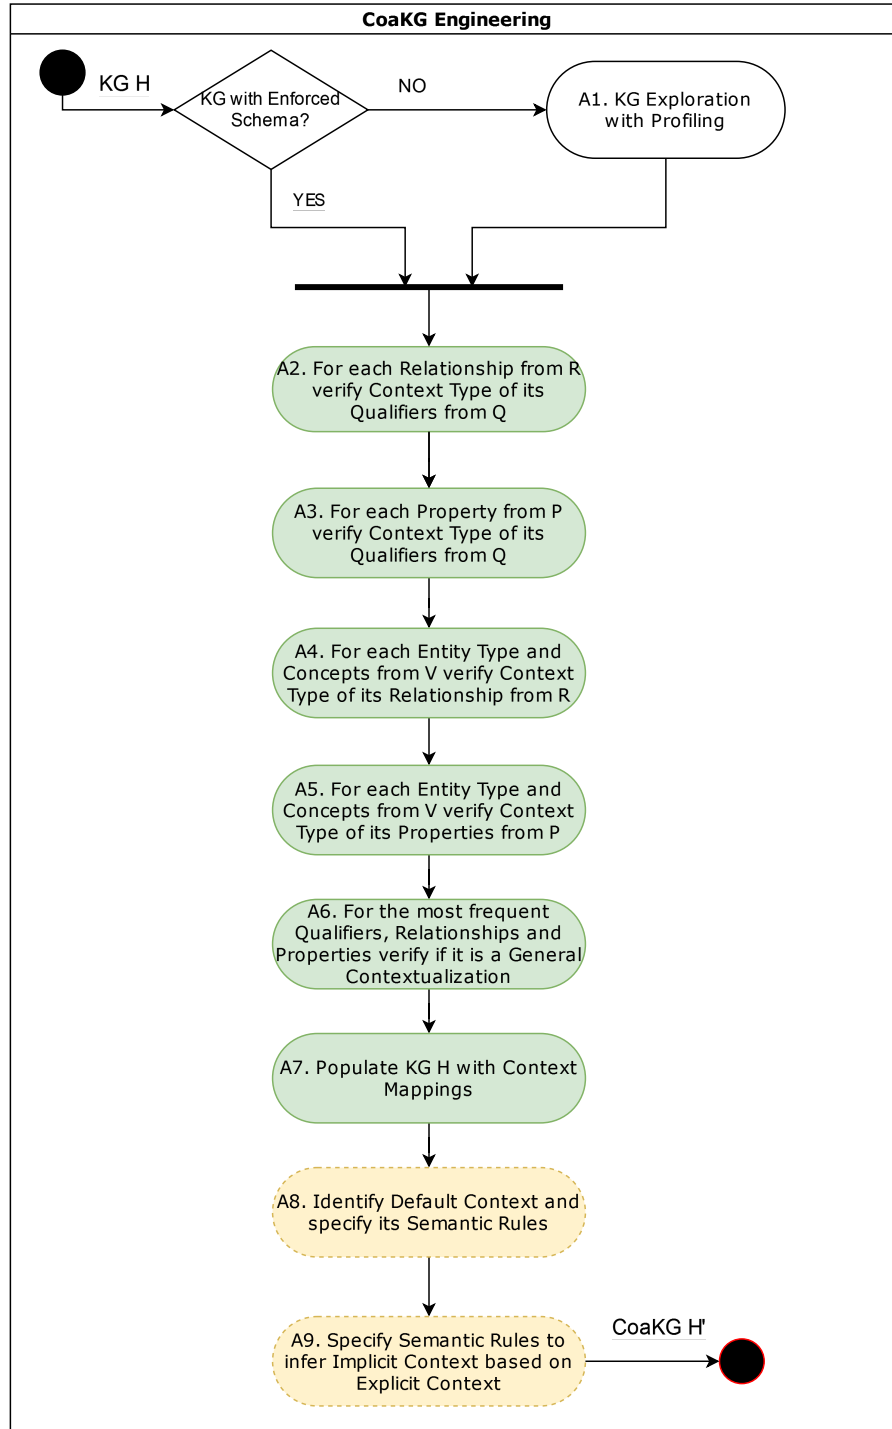 CoaKG Engineering
KG H
KG with Enforced
Schema?
NO
A1. KG Exploration
with Profiling
YES
A2. For each Relationship from R
verify Context Type of its
Qualifiers from Q
A3. For each Property from P
verify Context Type of its
Qualifiers from Q
A4. For each Entity Type and
Concepts from V verify Context
Type of its Relationship from R
A5. For each Entity Type and
Concepts from V verify Context
Type of its Properties from P
A6. For the most frequent
Qualifiers, Relationships and
Properties verify if it is a General
Contextualization
A7. Populate KG H with Context
Mappings
A8. Identify Default Context and
specify its Semantic Rules
A9. Specify Semantic Rules to
infer Implicit Context based on
Explicit Context
CoaKG H'